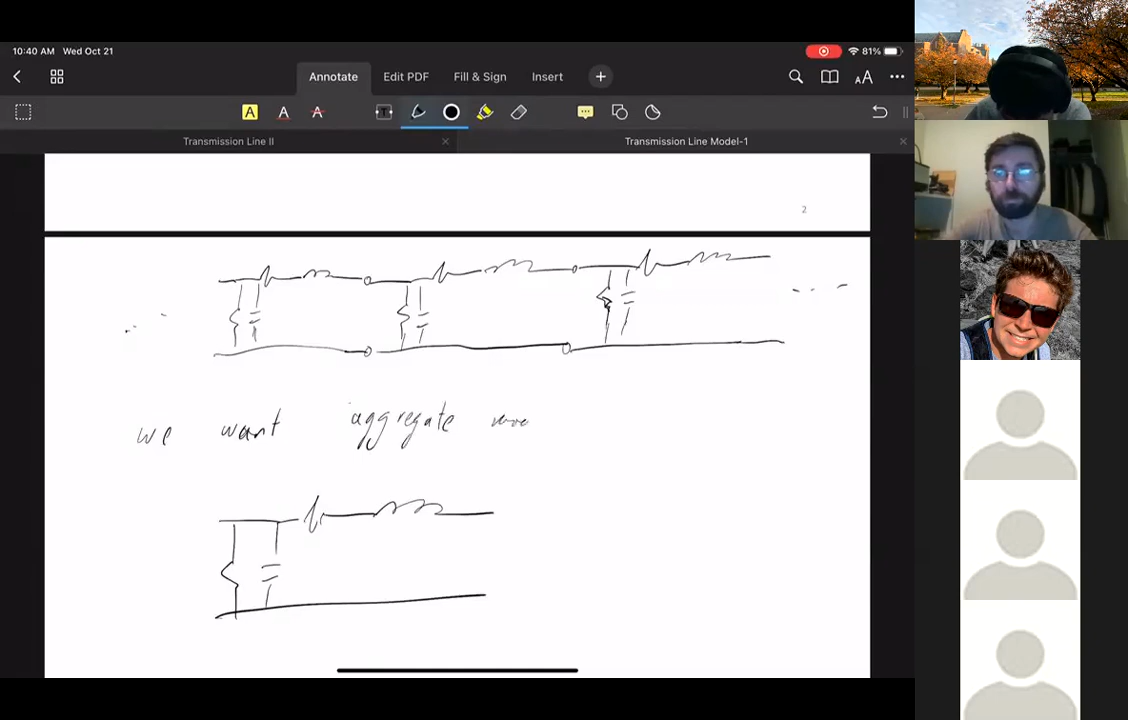 10:40 AM Wed Oct 21
81%
Annotate Edit PDF Fill & Sign Insert
A A A T AA
Transmission Line II Transmission Line Model-1
2
we want aggregate